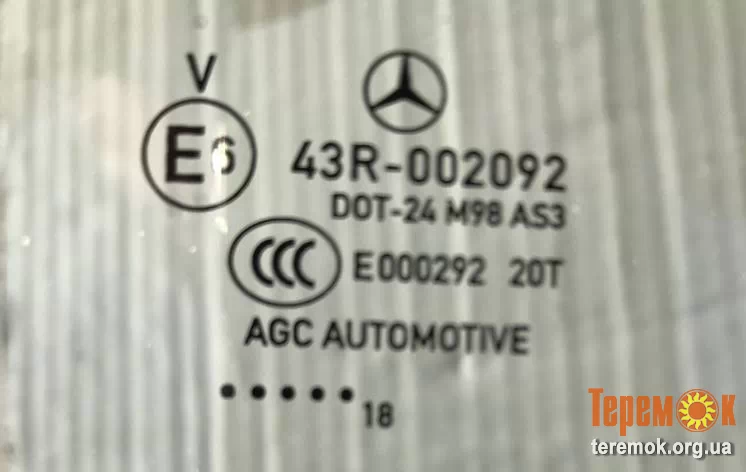 V
E6
43R-002092
DOT-24 M98 AS3
CCC E000292 20T
AGC AUTOMOTIVE
..... 18
ТеремОк
teremok.org.ua